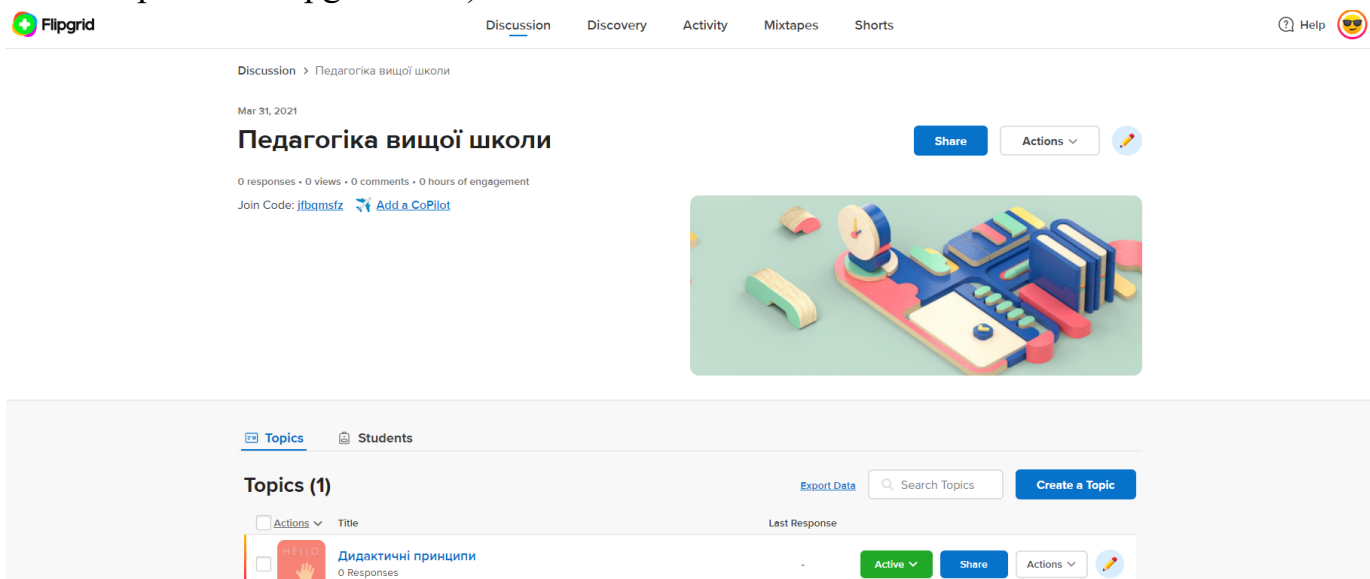 Flipgrid Discussion Discovery Activity Mixtapes Shorts Help
Discussion > Педагогіка вищої школи
Mar 31, 2021
Педагогіка вищої школи
Share Actions
0 responses • 0 views • 0 comments • 0 hours of engagement
Join Code: jfbqmsfz Add a CoPilot
Topics Students
Topics (1)
Export Data Search Topics Create a Topic
Actions Title Last Response
HELLO
Дидактичні принципи
0 Responses
- Active Share Actions